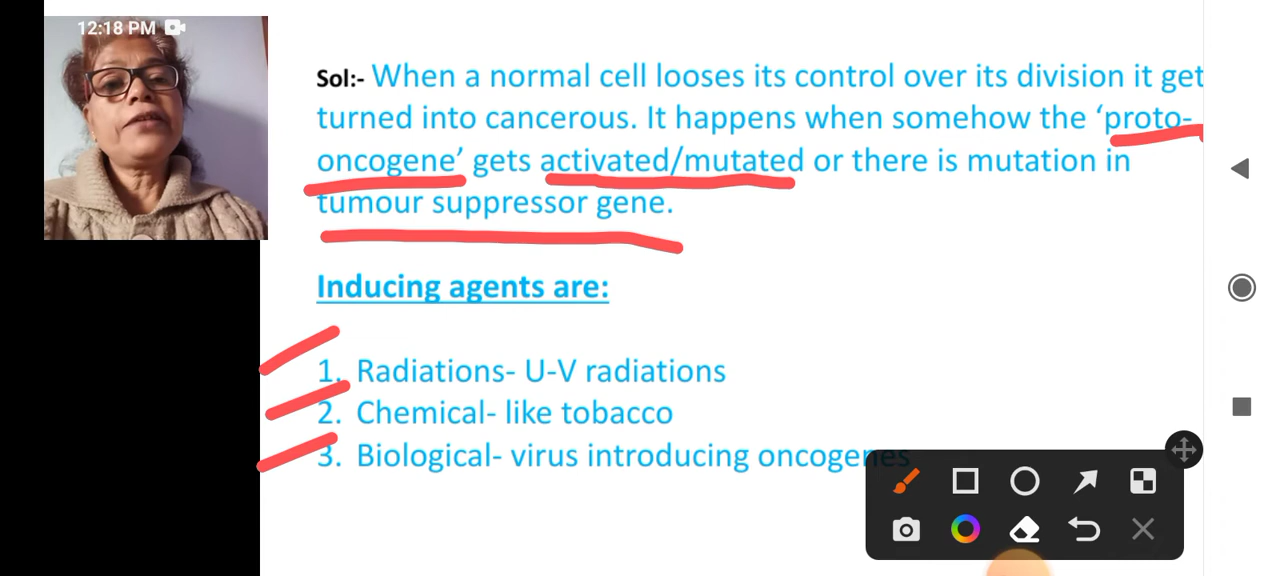 12:18 PM
Sol:- When a normal cell looses its control over its division it get
turned into cancerous. It happens when somehow the ‘proto-
oncogene’ gets activated/mutated or there is mutation in
tumour suppressor gene.
Inducing agents are:
1. Radiations- U-V radiations
2. Chemical- like tobacco
3. Biological- virus introducing oncogenes